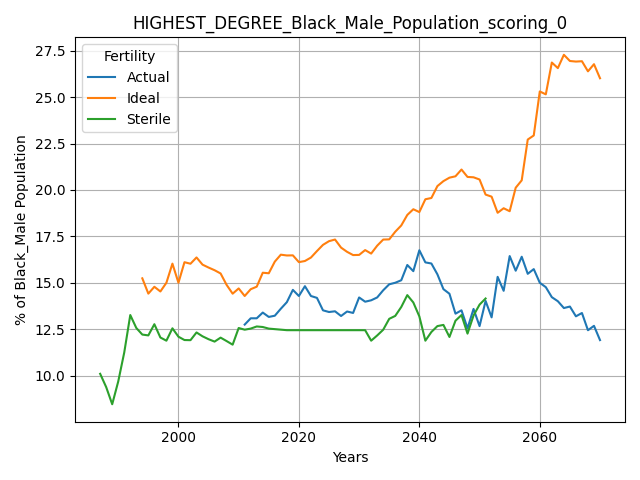 HIGHEST_DEGREE_Black_Male_Population_scoring_0
Fertility
Actual
Ideal
Sterile
% of Black_Male Population
27.5
25.0
22.5
20.0
17.5
15.0
12.5
10.0
2000 2020 2040 2060
Years